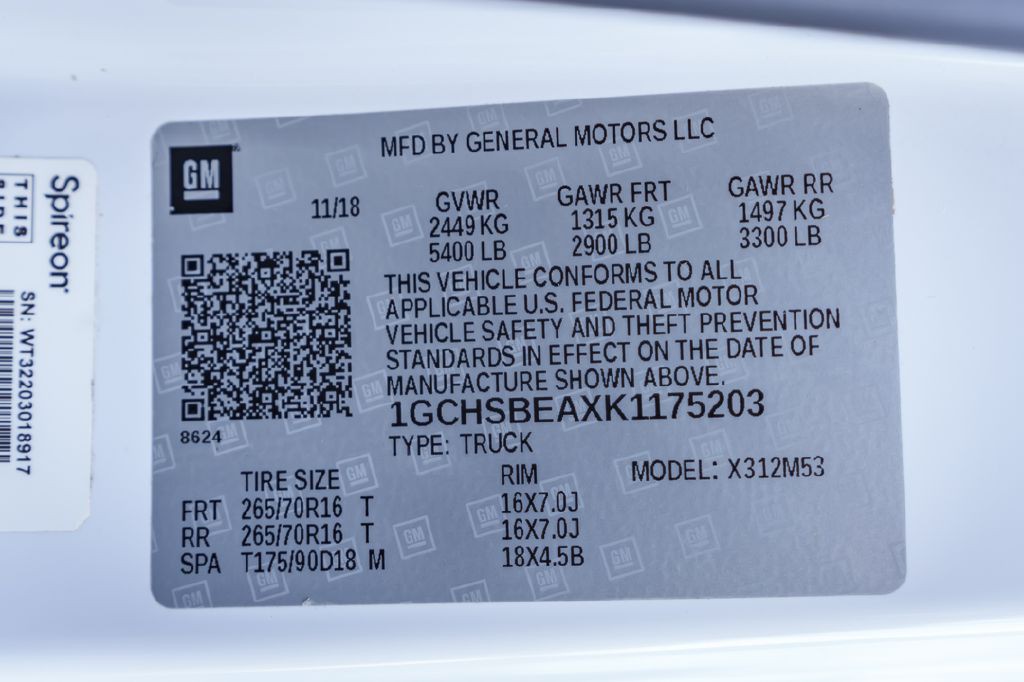 Spireon
THIS
SIDE
SN: WT32203018917
GM
MFD BY GENERAL MOTORS LLC
11/18
GVWR
2449 KG
5400 LB
GAWR FRT
1315 KG
2900 LB
GAWR RR
1497 KG
3300 LB
THIS VEHICLE CONFORMS TO ALL
APPLICABLE U.S. FEDERAL MOTOR
VEHICLE SAFETY AND THEFT PREVENTION
STANDARDS IN EFFECT ON THE DATE OF
MANUFACTURE SHOWN ABOVE.
1GCHSBEAXK1175203
8624
TYPE: TRUCK
MODEL: X312M53
TIRE SIZE RIM
FRT 265/70R16 T 16X7.0J
RR 265/70R16 T 16X7.0J
SPA T175/90D18 M 18X4.5B